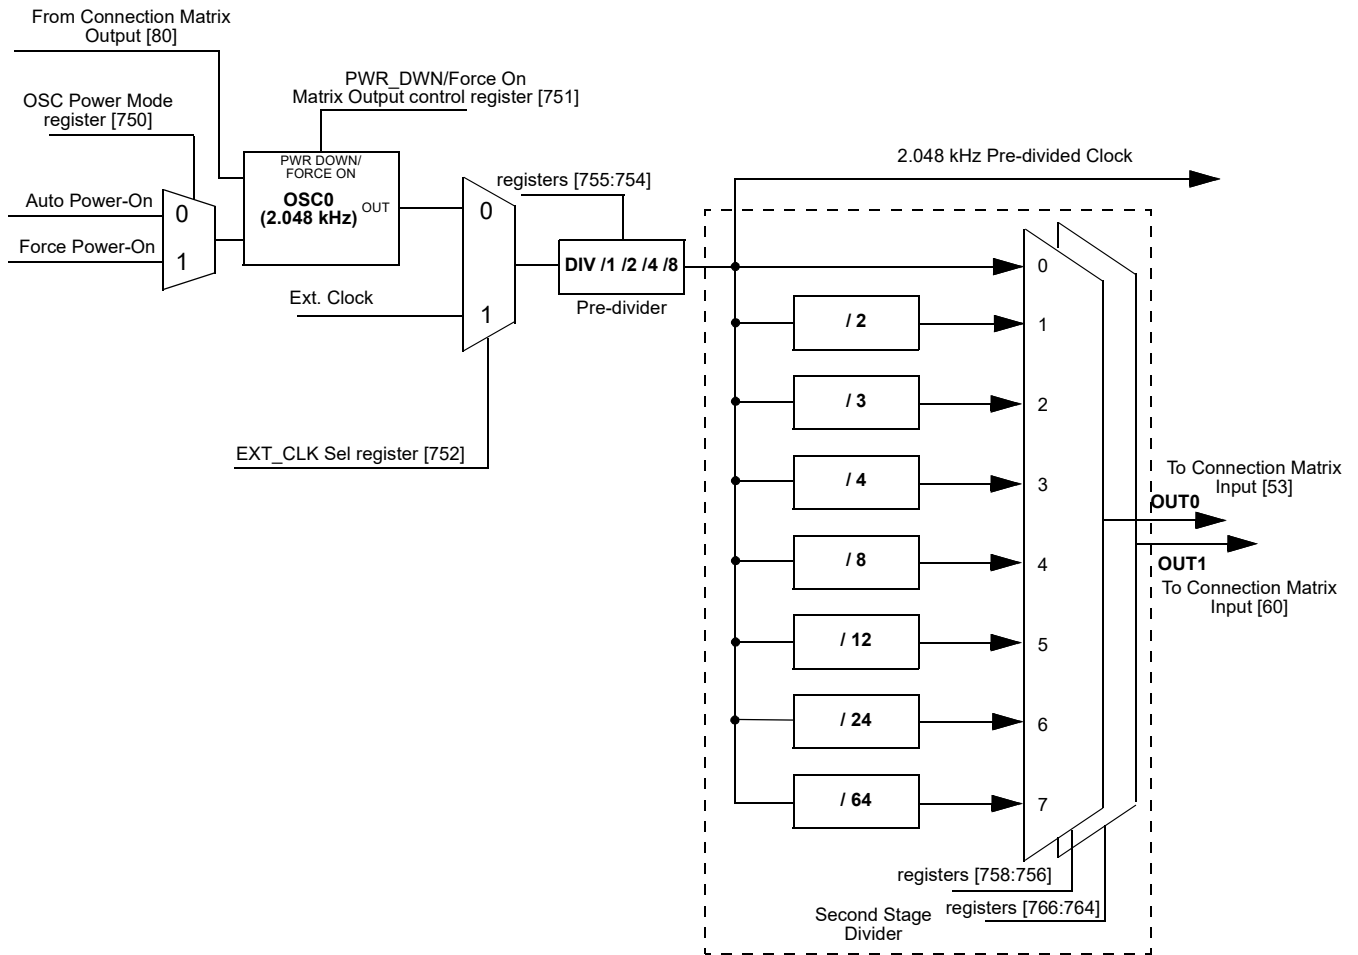 From Connection Matrix
Output [80]
PWR_DWN/Force On
Matrix Output control register [751]
OSC Power Mode
register [750]
PWR DOWN/
FORCE ON
OSC0
(2.048 kHz)
OUT
Auto Power-On
0
Force Power-On
1
0
1
Ext. Clock
EXT_CLK Sel register [752]
registers [755:754]
DIV /1 /2 /4 /8
Pre-divider
2.048 kHz Pre-divided Clock
0
/ 2
1
/ 3
2
/ 4
3
/ 8
4
/ 12
5
/ 24
6
/ 64
7
To Connection Matrix
Input [53]
OUT0
OUT1
To Connection Matrix
Input [60]
registers [758:756]
registers [766:764]
Second Stage
Divider